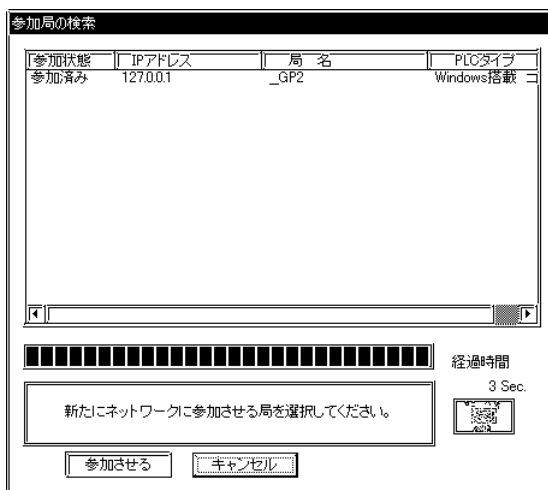 参加局の検索
参加状態 IPアドレス 局 名 PLCタイプ
参加済み 127.0.0.1 _GP2 Windows搭載 コ
経過時間
3 Sec.
新たにネットワークに参加させる局を選択してください。
参加させる キャンセル